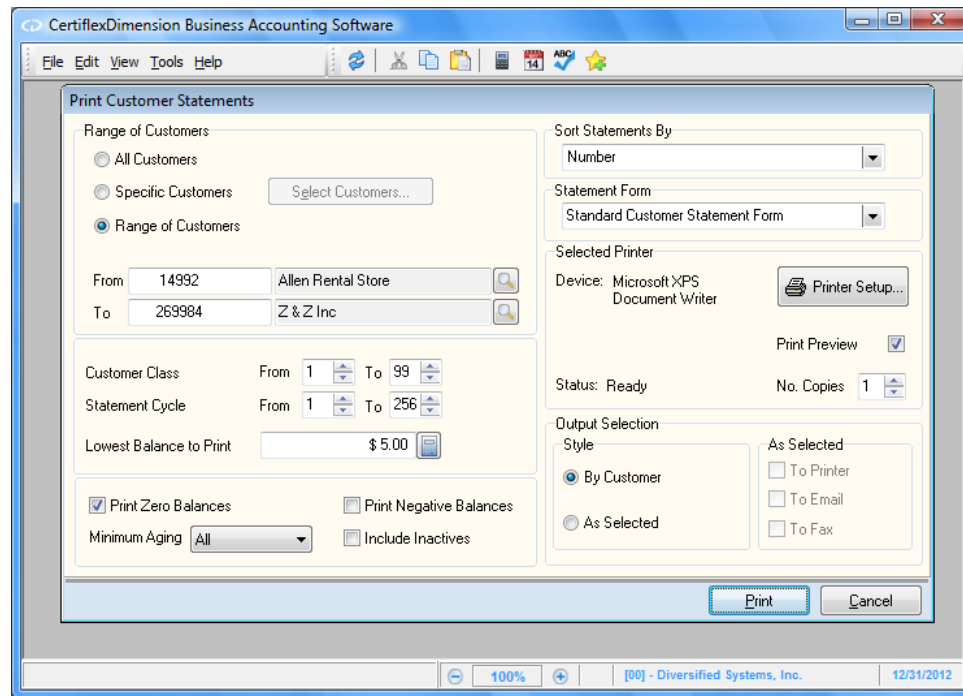 CertiflexDimension Business Accounting Software
File Edit View Tools Help
14
ABC
Print Customer Statements
Range of Customers
All Customers
Specific Customers
Select Customers...
Range of Customers
From 14992 Allen Rental Store
To 269984 Z & Z Inc
Customer Class From 1 To 99
Statement Cycle From 1 To 256
Lowest Balance to Print $ 5.00
Print Zero Balances
Print Negative Balances
Minimum Aging All
Include Inactives
Sort Statements By
Number
Statement Form
Standard Customer Statement Form
Selected Printer
Device: Microsoft XPS
Document Writer
Printer Setup...
Print Preview
Status: Ready
No. Copies 1
Output Selection
Style
By Customer
As Selected
As Selected
To Printer
To Email
To Fax
Print
Cancel
100%
[00] - Diversified Systems, Inc.
12/31/2012